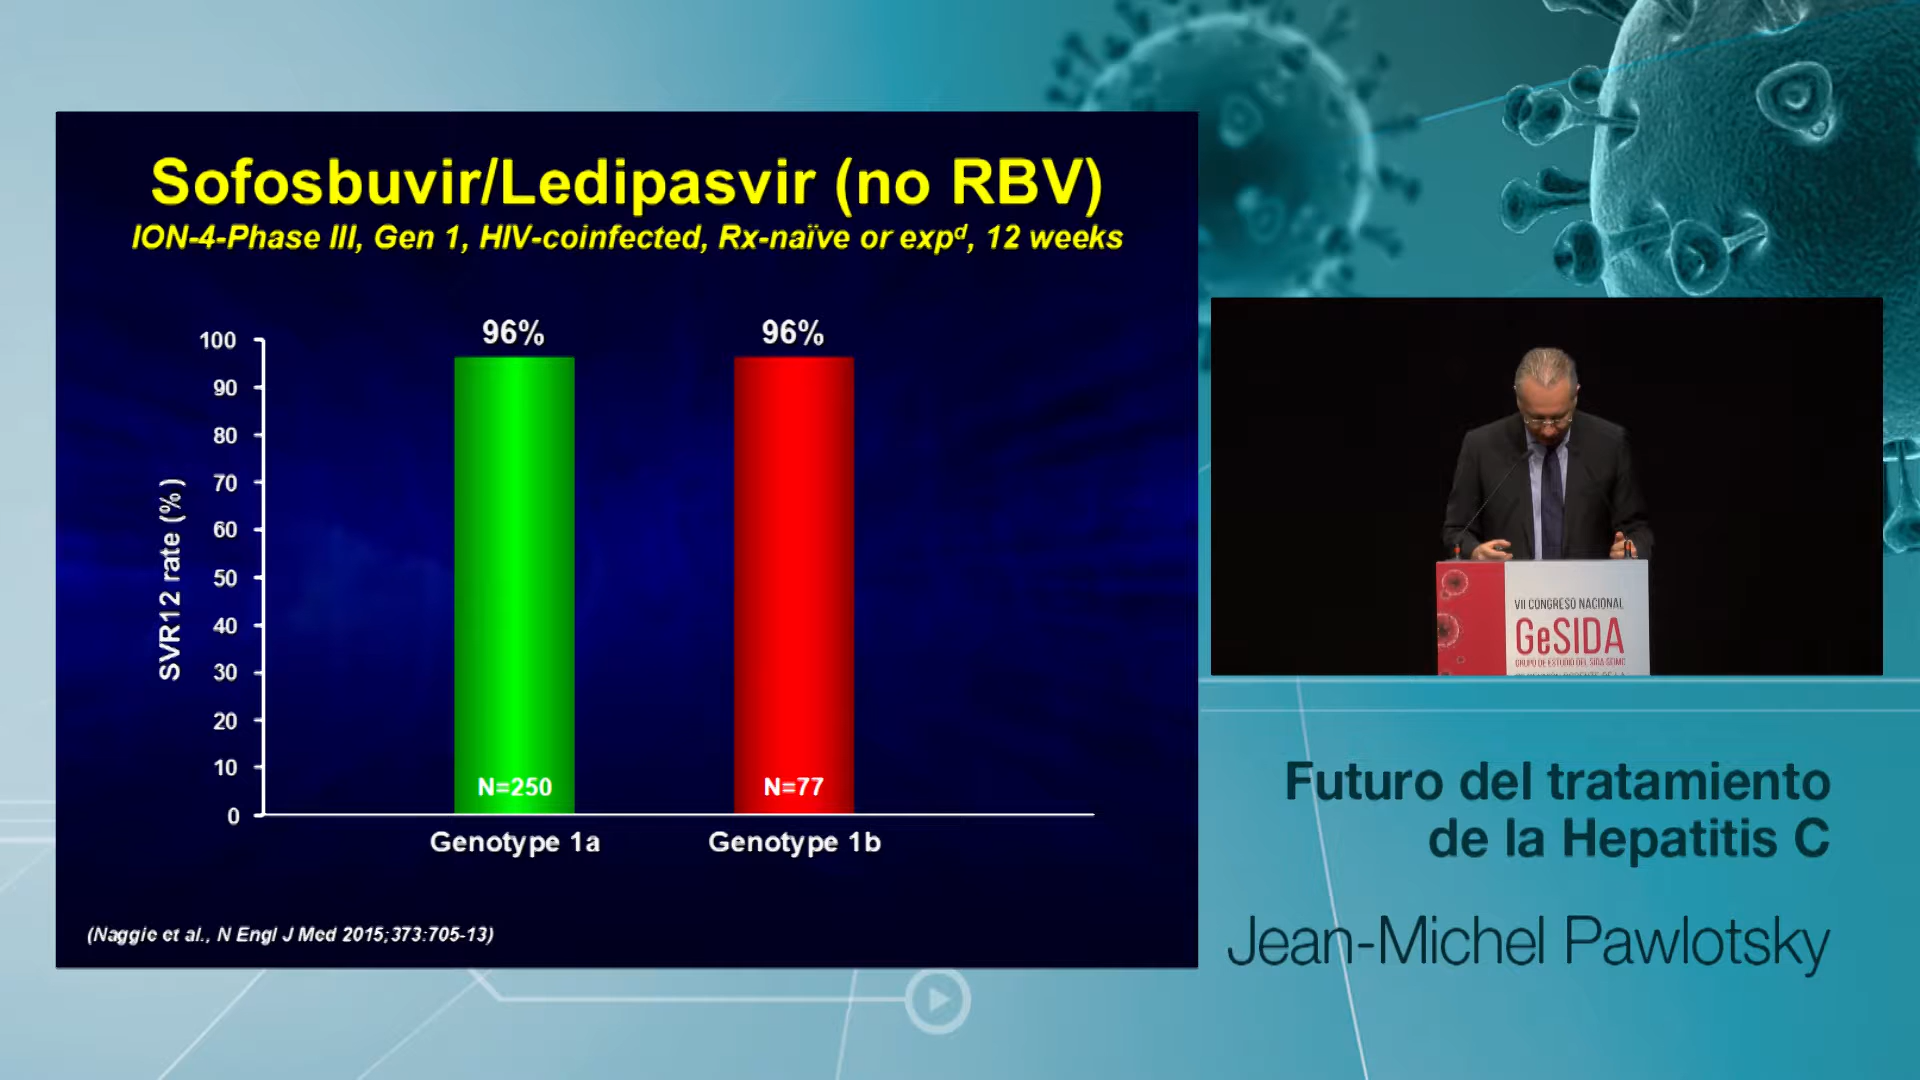 Sofosbuvir/Ledipasvir (no RBV)
ION-4-Phase III, Gen 1, HIV-coinfected, Rx-naïve or expᵈ, 12 weeks
SVR12 rate (%)
100
90
80
70
60
50
40
30
20
10
0
96%
96%
N=250
N=77
Genotype 1a
Genotype 1b
(Naggie et al., N Engl J Med 2015;373:705-13)
VII CONGRESO NACIONAL
GeSIDA
GRUPO DE ESTUDIO DEL SIDA SEIMC
Futuro del tratamiento
de la Hepatitis C
Jean-Michel Pawlotsky